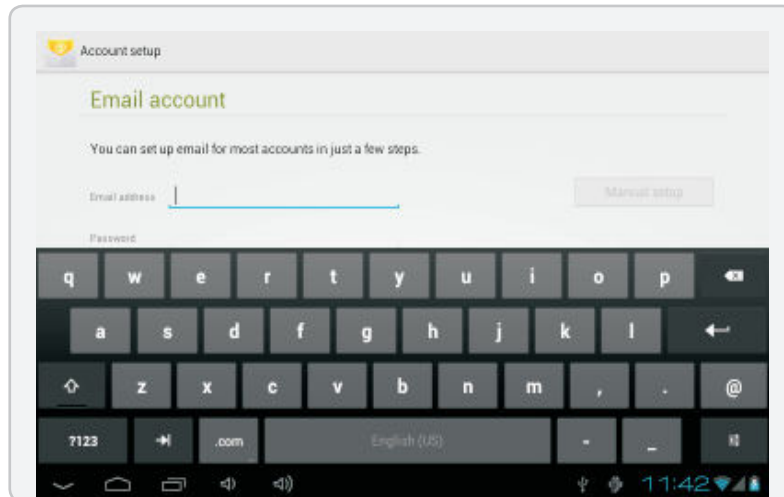 Account setup
Email account
You can set up email for most accounts in just a few steps.
Email address
Manual setup
Password
q w e r t y u i o p
a s d f g h j k l
z x c v b n m , . @
?123 .com English (US) - _
11:42